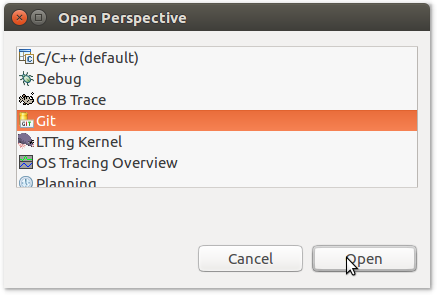 Open Perspective
C/C++ (default)
Debug
GDB Trace
Git
LTTng Kernel
OS Tracing Overview
Planning
Cancel
Open